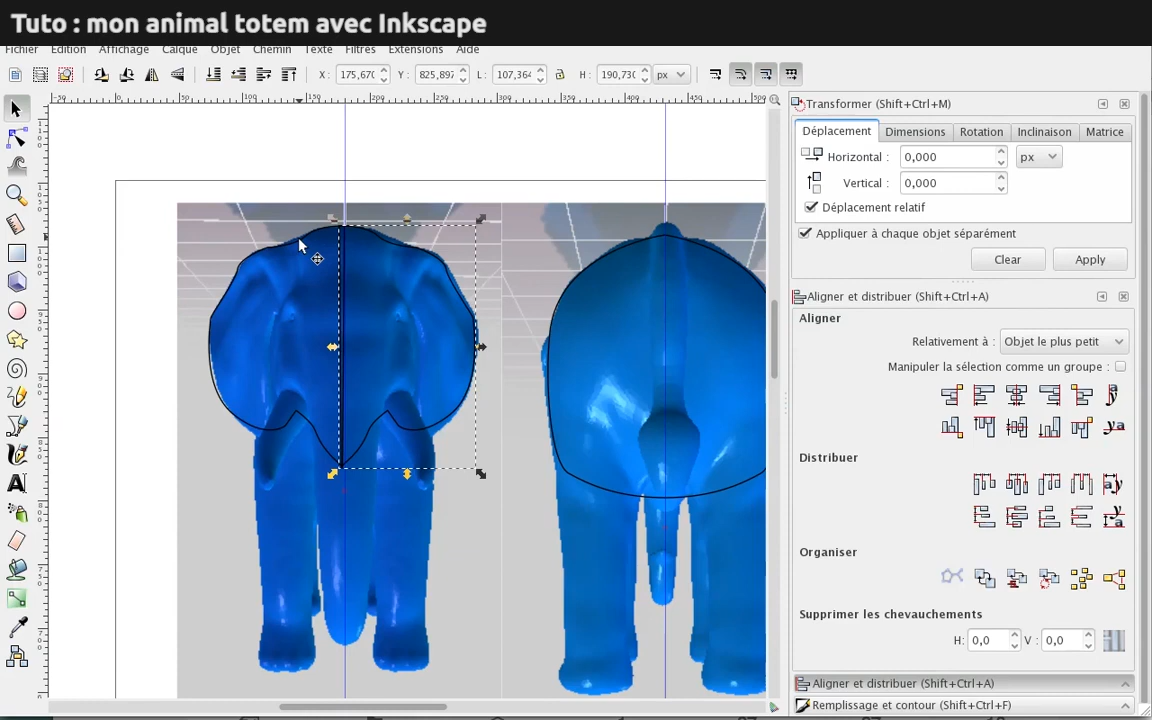 Tuto : mon animal totem avec Inkscape
Fichier Edition Affichage Calque Objet Chemin Texte Filtres Extensions Aide
X : 175,670 Y : 825,897 L : 107,364 H : 190,730 px
Transformer (Shift+Ctrl+M)
Déplacement Dimensions Rotation Inclinaison Matrice
Horizontal : 0,000 px
Vertical : 0,000
Déplacement relatif
Appliquer à chaque objet séparément
Clear Apply
Aligner et distribuer (Shift+Ctrl+A)
Aligner
Relativement à : Objet le plus petit
Manipuler la sélection comme un groupe :
Distribuer
Organiser
Supprimer les chevauchements
H: 0,0 V : 0,0
Aligner et distribuer (Shift+Ctrl+A)
Remplissage et contour (Shift+Ctrl+F)